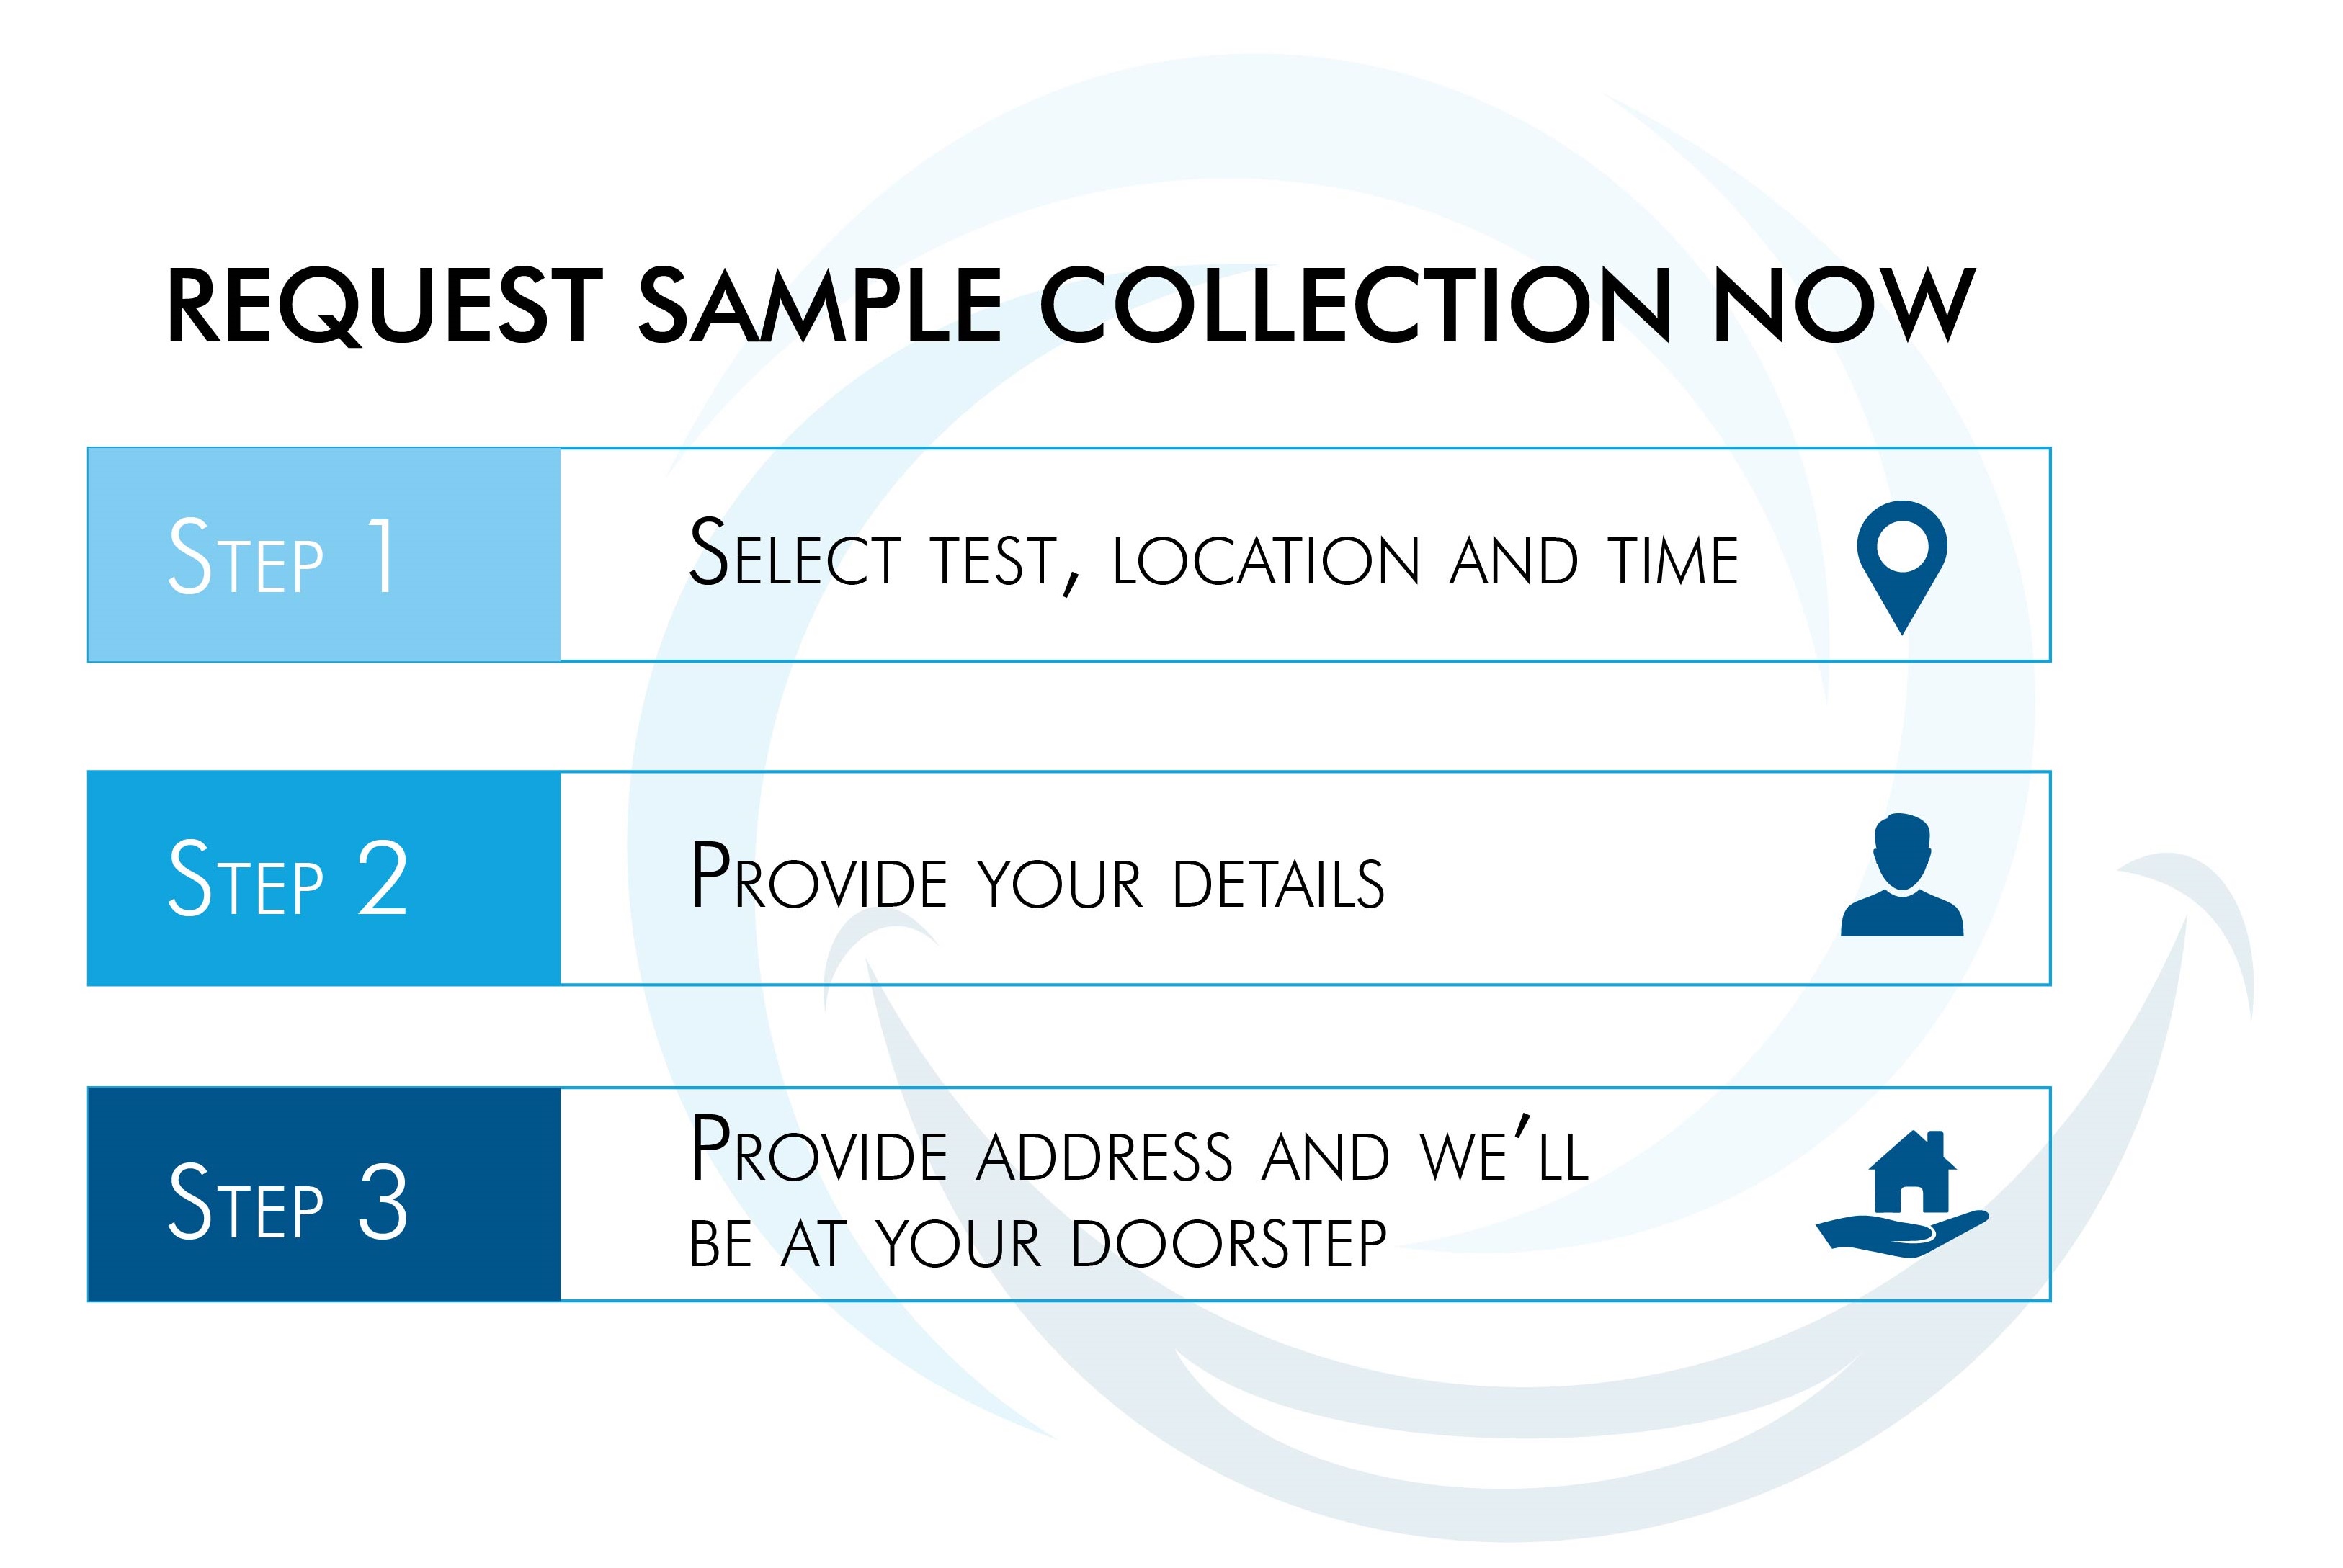 REQUEST SAMPLE COLLECTION NOW
Step 1
Select test, location and time
Step 2
Provide your details
Step 3
Provide address and we’ll
be at your doorstep